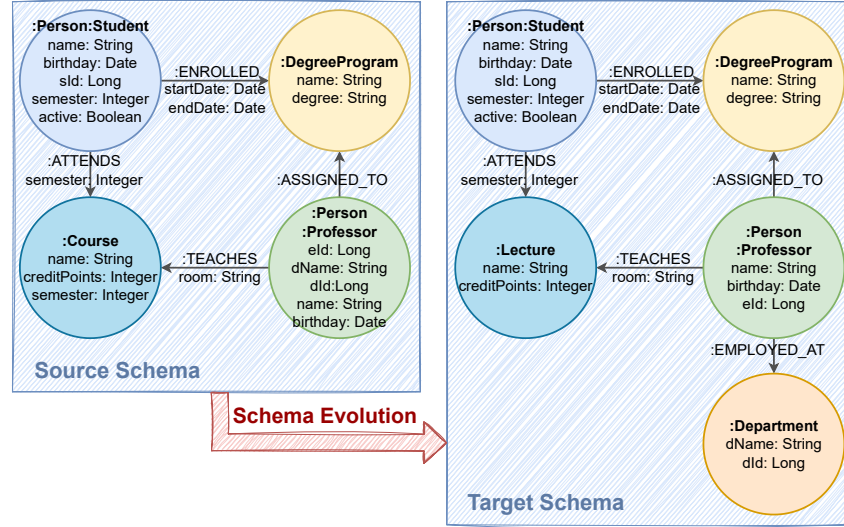 :Person:Student
name: String
birthday: Date
sId: Long
semester: Integer
active: Boolean
:ENROLLED
startDate: Date
endDate: Date
:DegreeProgram
name: String
degree: String
:ATTENDS
semester: Integer
:ASSIGNED_TO
:Course
name: String
creditPoints: Integer
semester: Integer
:TEACHES
room: String
:Person
:Professor
eId: Long
dName: String
dId:Long
name: String
birthday: Date
Source Schema
Schema Evolution
:Person:Student
name: String
birthday: Date
sId: Long
semester: Integer
active: Boolean
:ENROLLED
startDate: Date
endDate: Date
:DegreeProgram
name: String
degree: String
:ATTENDS
semester: Integer
:ASSIGNED_TO
:Lecture
name: String
creditPoints: Integer
:TEACHES
room: String
:Person
:Professor
name: String
birthday: Date
eId: Long
:EMPLOYED_AT
:Department
dName: String
dId: Long
Target Schema